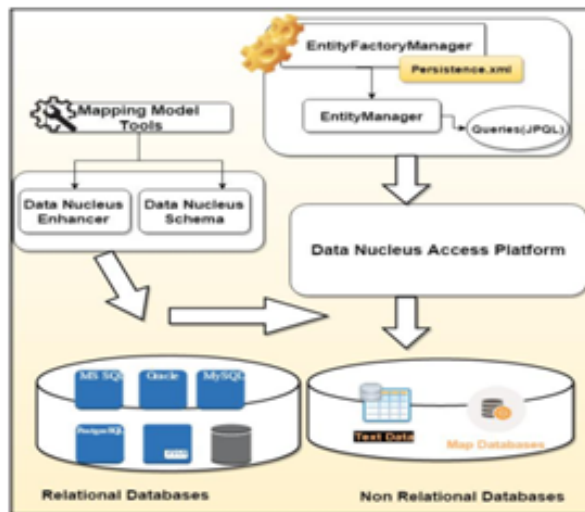 EntityFactoryManager
Persistence.xml
Mapping Model
Tools
EntityManager
Queries(JPQL)
Data Nucleus
Enhancer
Data Nucleus
Schema
Data Nucleus Access Platform
MS SQL
Oracle
MySQL
PostgreSQL
Text Data
Map Databases
Relational Databases
Non Relational Databases